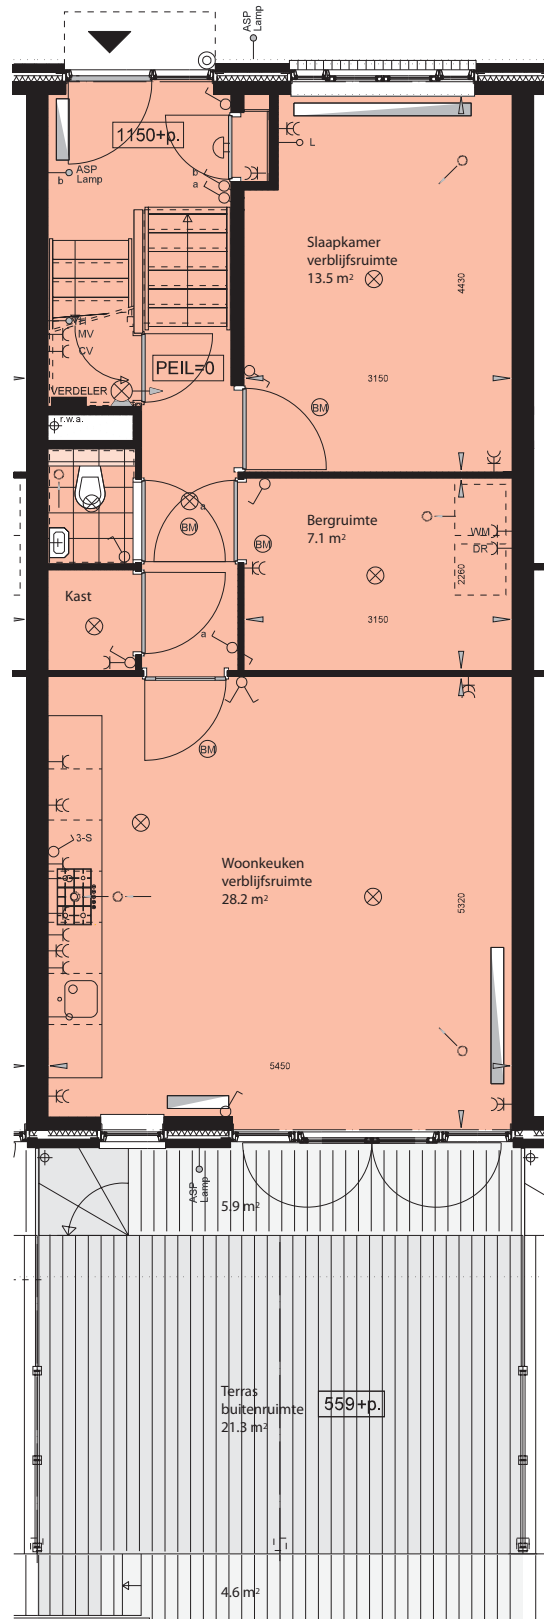 ASP
Lamp
1150+p.
L
b
a
b
ASP
Lamp
Slaapkamer
verblijfsruimte
13.5 m²
4430
MV
CV
PEIL=0
3150
VERDELER
BM
r.w.a.
a
BM
BM
Bergruimte
7.1 m²
WM
DR
2260
Kast
3150
a
BM
3-S
Woonkeuken
verblijfsruimte
28.2 m²
5320
5450
ASP
Lamp
5.9 m²
Terras
buitenruimte
21.3 m²
559+p.
4.6 m²